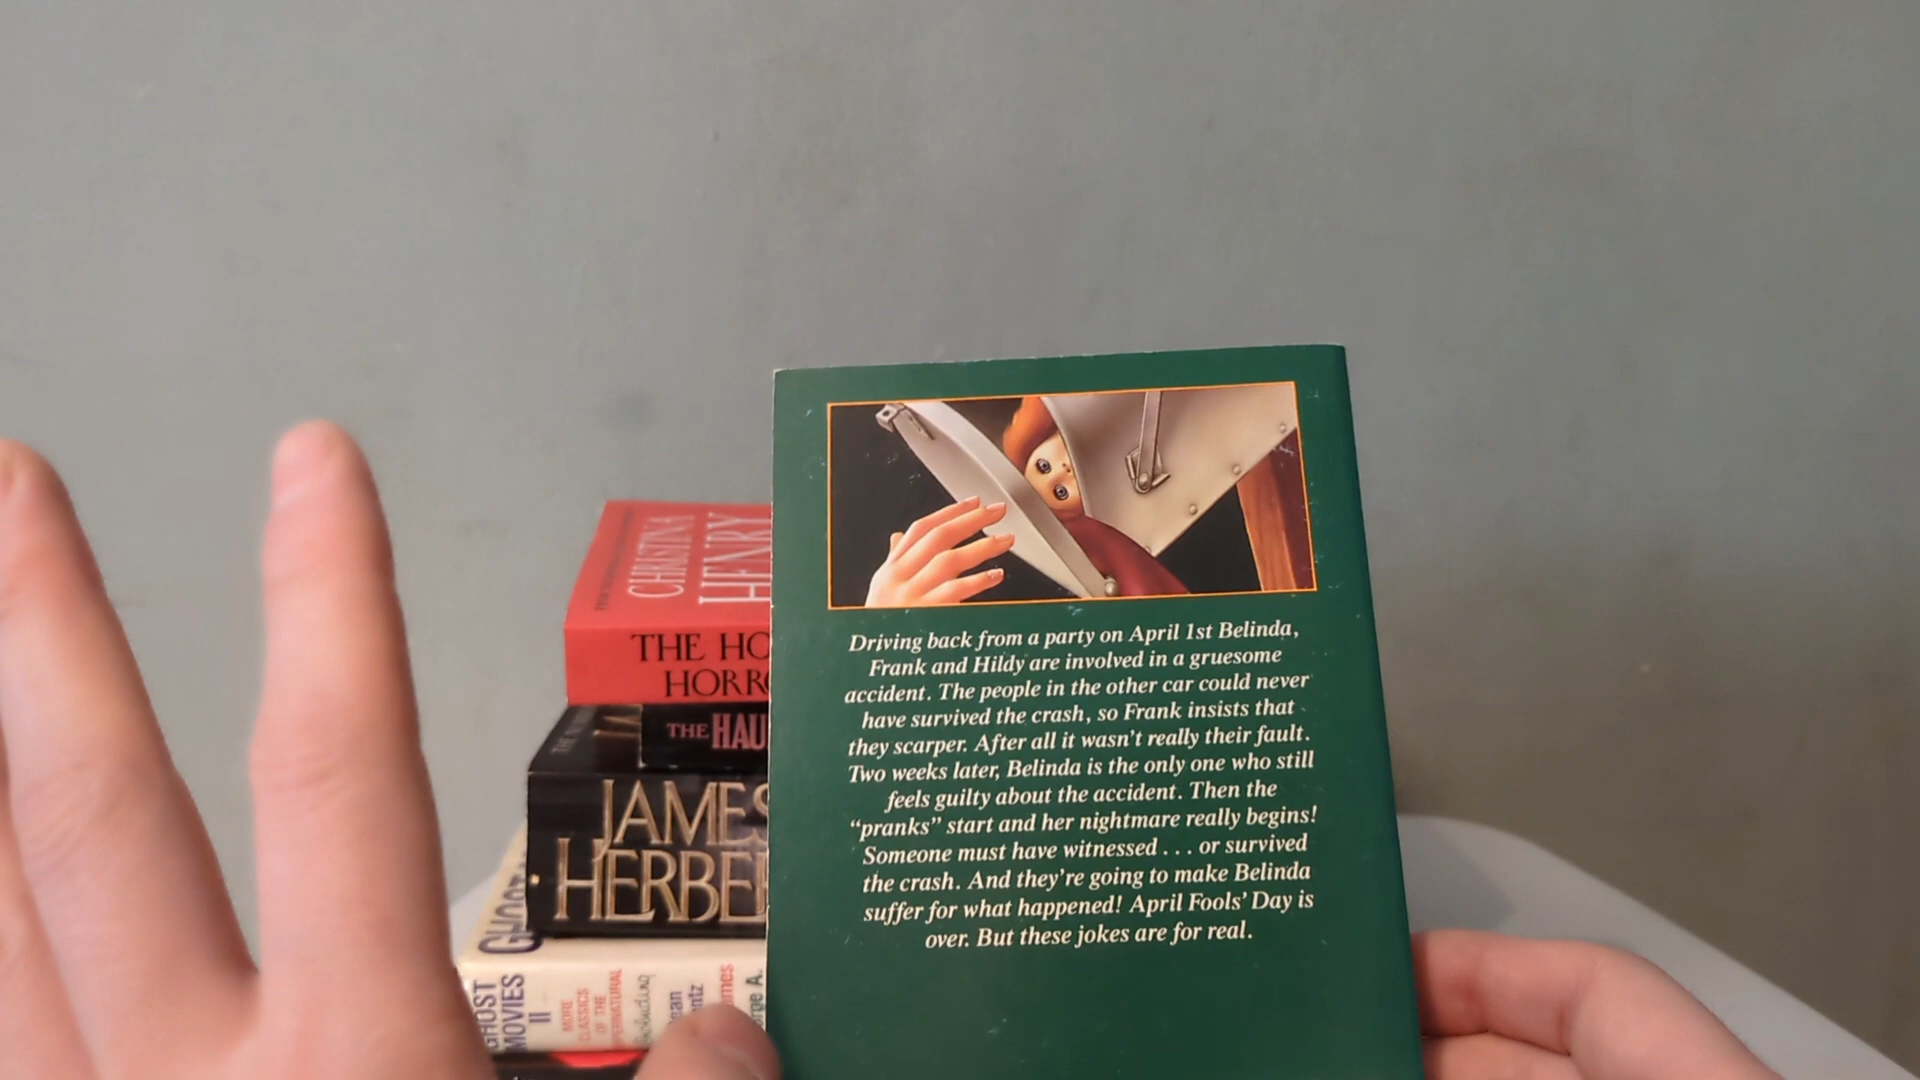 CHRISTINA
HENRY
THE HO
HORRO
THE HAU
JAMES
HERBER
GHOST
MOVIES
II
MORE
CLASSICS
OF THE
Including
Driving back from a party on April 1st Belinda,
Frank and Hildy are involved in a gruesome
accident. The people in the other car could never
have survived the crash, so Frank insists that
they scarper. After all it wasn't really their fault.
Two weeks later, Belinda is the only one who still
feels guilty about the accident. Then the
“pranks” start and her nightmare really begins!
Someone must have witnessed . . . or survived
the crash. And they're going to make Belinda
suffer for what happened! April Fools' Day is
over. But these jokes are for real.